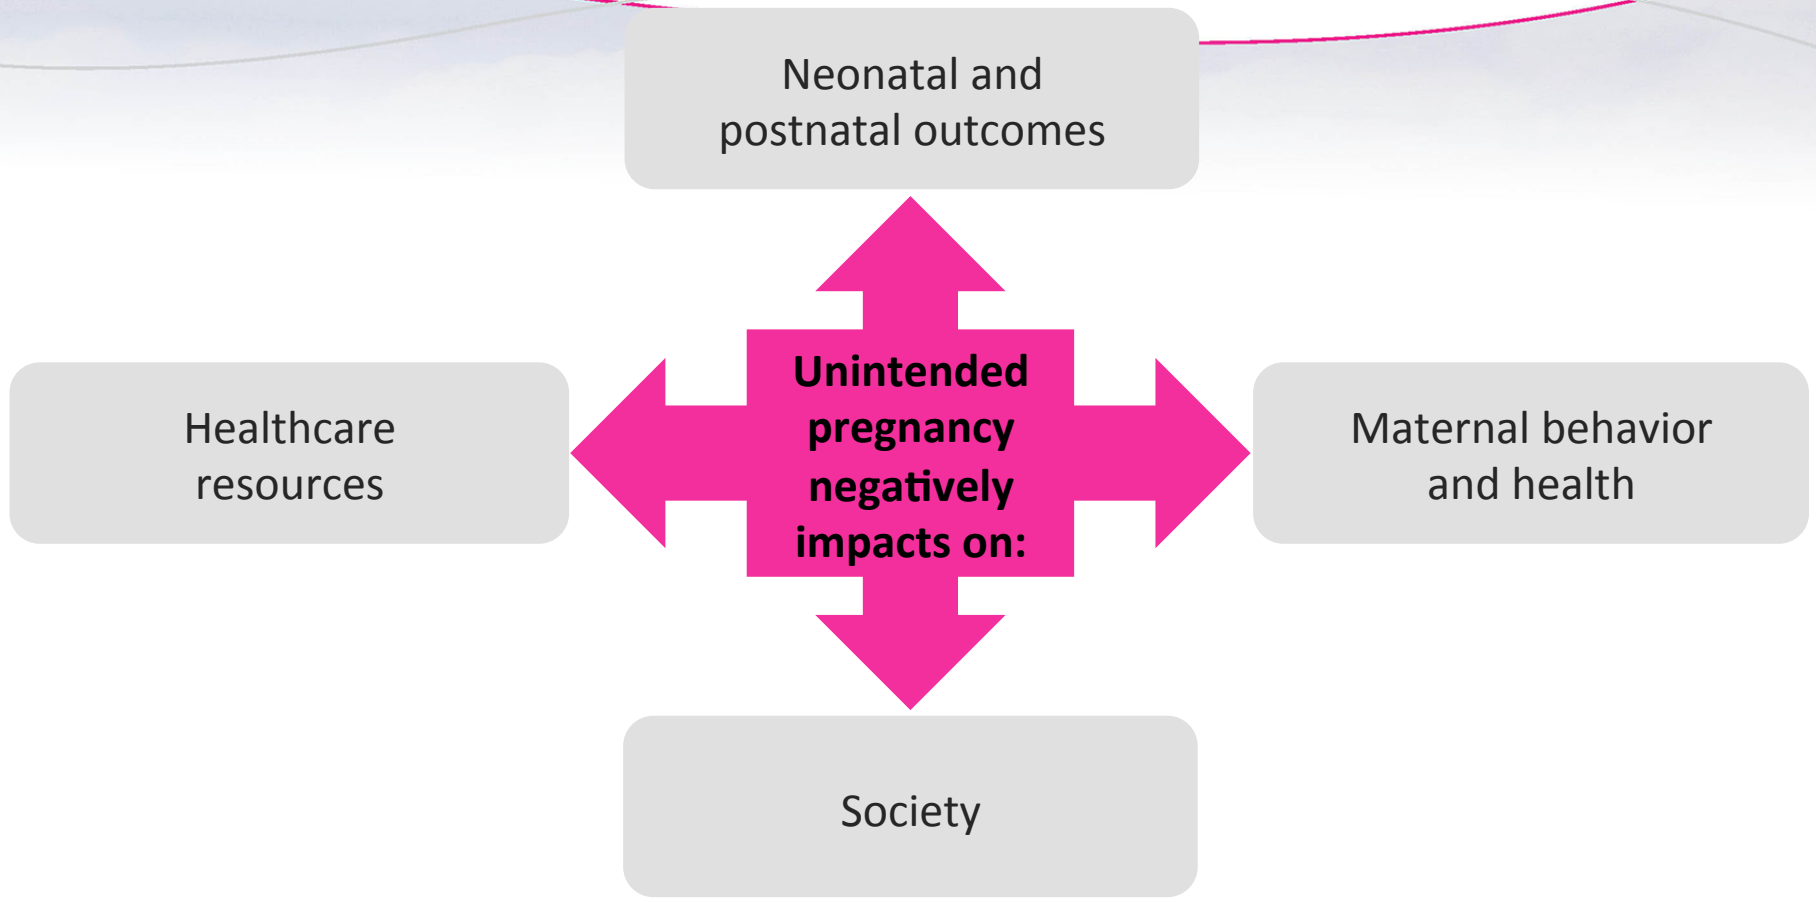 Neonatal and
postnatal outcomes
Unintended
pregnancy
negatively
impacts on:
Healthcare
resources
Maternal behavior
and health
Society